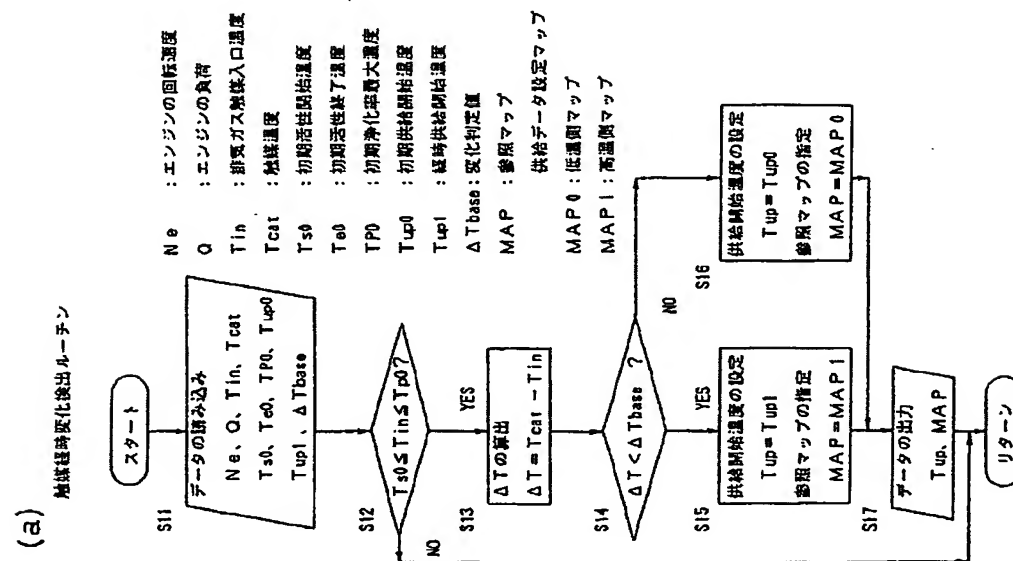 (a)
触媒経時変化検出ルーチン
スタート
S11
データの読み込み
Ne、Q、Tin、Tcat
Ts0、Te0、TP0、Tup0
Tup1、ΔTbase
S12
Ts0≦Tin≦Tp0?
NO
YES
S13
ΔTの算出
ΔT=Tcat−Tin
S14
ΔT<ΔTbase ?
NO
YES
S15
供給開始温度の設定
Tup=Tup1
参照マップの指定
MAP=MAP1
S16
供給開始温度の設定
Tup=Tup0
参照マップの指定
MAP=MAP0
S17
データの出力
Tup、MAP
リターン
Ne :エンジンの回転速度
Q :エンジンの負荷
Tin :排気ガス触媒入口温度
Tcat :触媒温度
Ts0 :初期活性開始温度
Te0 :初期活性終了温度
TP0 :初期浄化率最大温度
Tup0 :初期供給開始温度
Tup1 :経時供給開始温度
ΔTbase:変化判定値
MAP :参照マップ
供給データ設定マップ
MAP0 :低温側マップ
MAP1 :高温側マップ